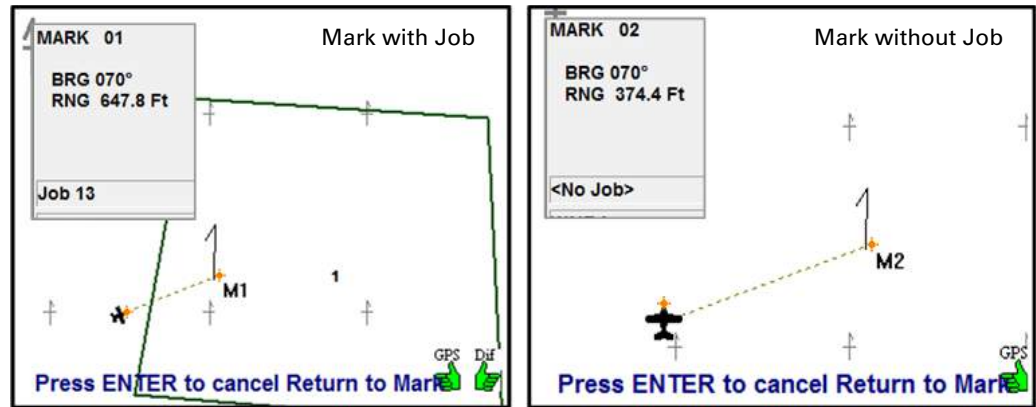 MARK 01
Mark with Job
BRG 070°
RNG 647.8 Ft
Job 13
M1
1
GPS Dif
Press ENTER to cancel Return to Mark
MARK 02
Mark without Job
BRG 070°
RNG 374.4 Ft
<No Job>
M2
GPS
Press ENTER to cancel Return to Mark